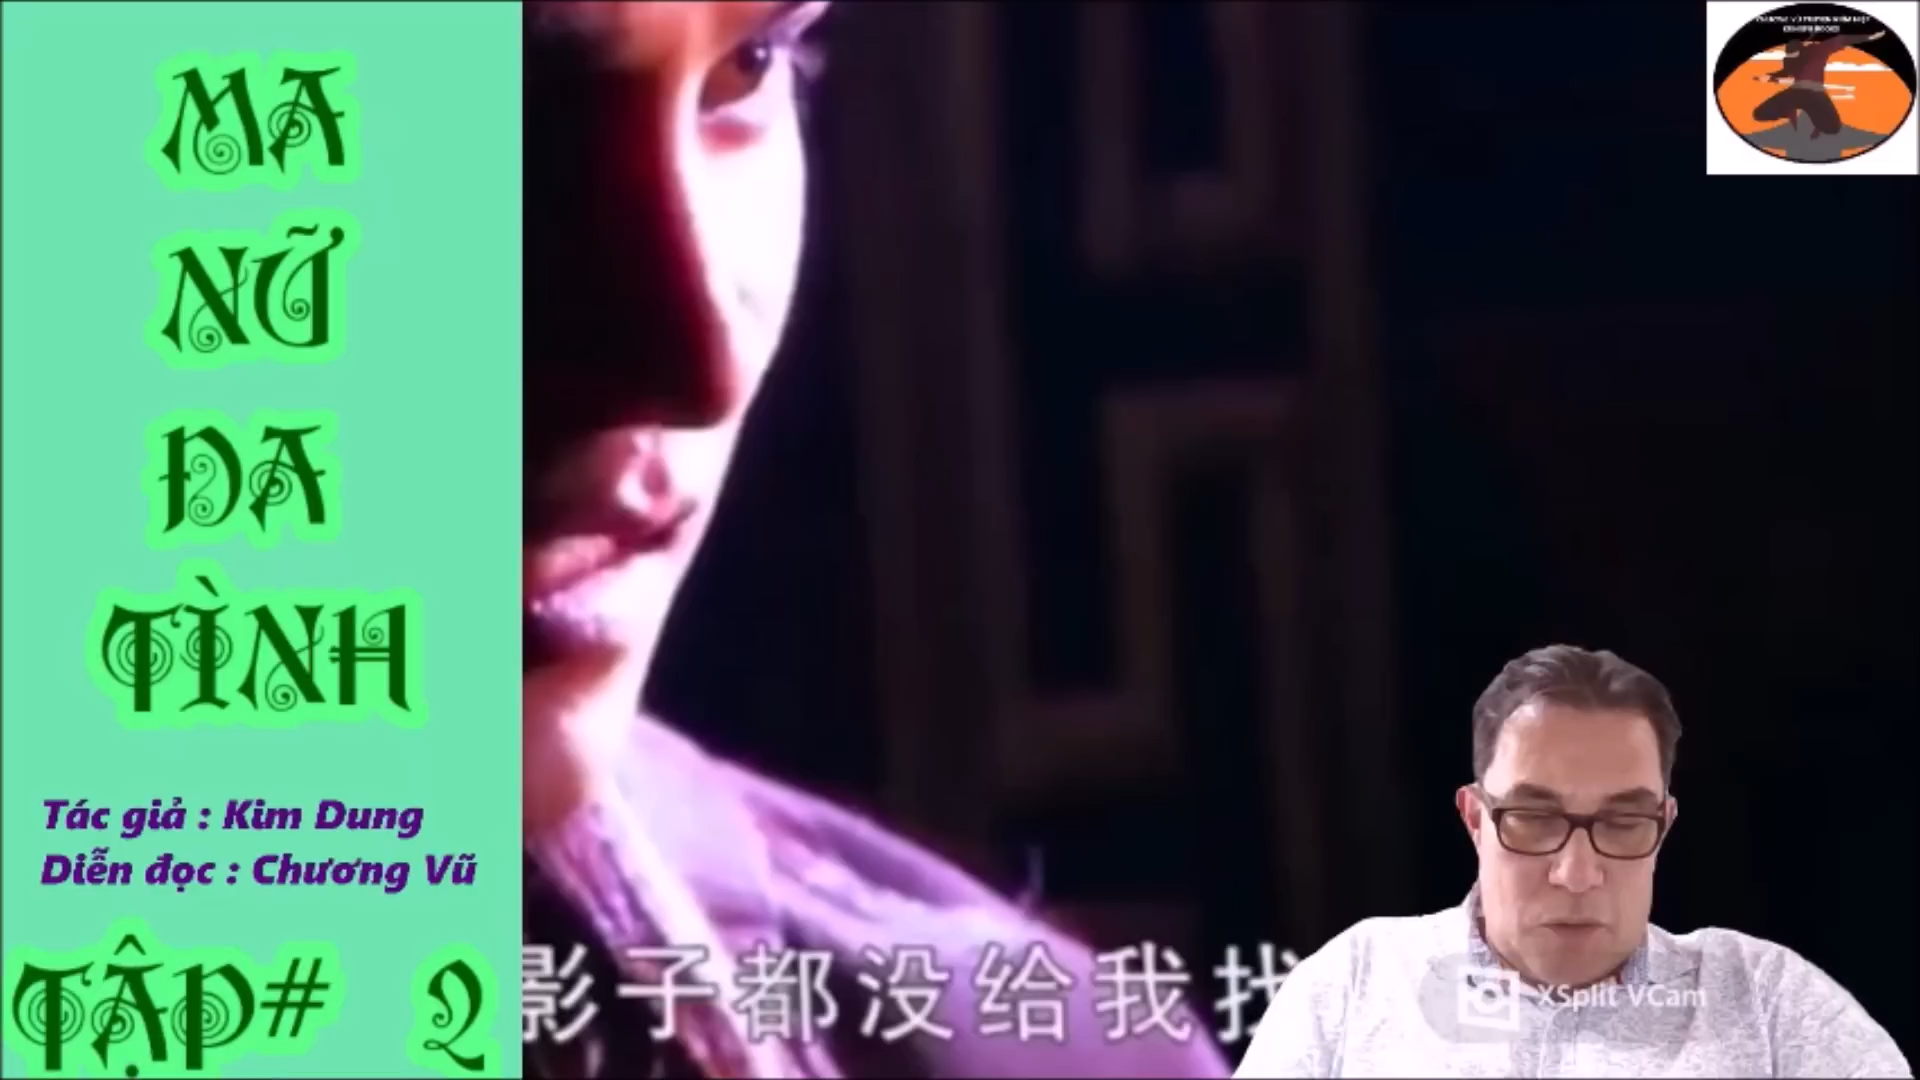 MA
NỮ
ĐA
TÌNH
Tác giả : Kim Dung
Diễn đọc : Chương Vũ
TẬP# 2
影子都没给我找
XSplit VCam